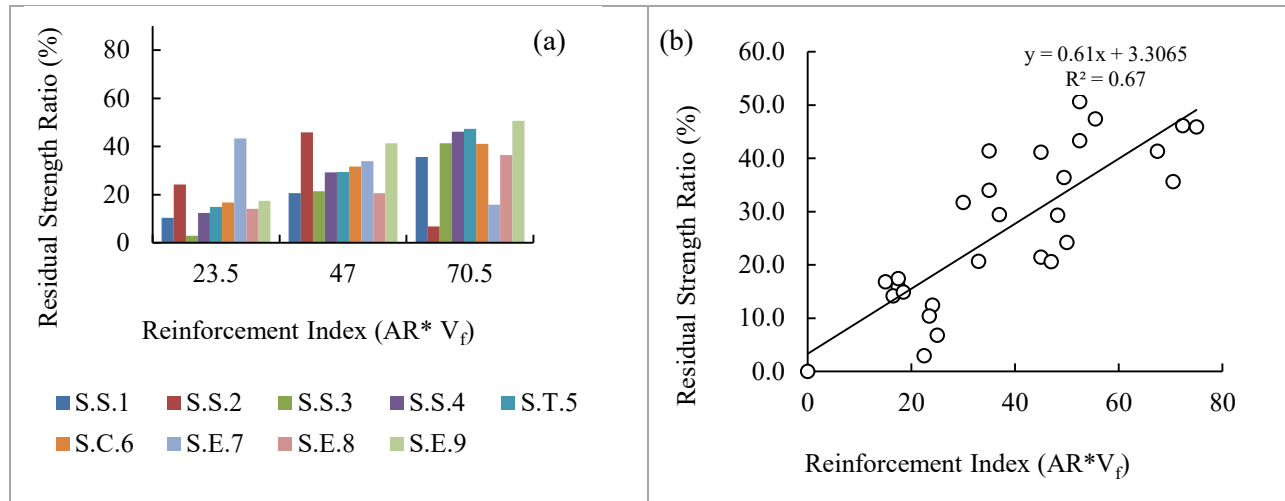 (a)
Residual Strength Ratio (%)
80
60
40
20
0
23.5 47 70.5
Reinforcement Index (AR* Vf)
S.S.1 S.S.2 S.S.3 S.S.4 S.T.5
S.C.6 S.E.7 S.E.8 S.E.9
(b)
y = 0.61x + 3.3065
R² = 0.67
Residual Strength Ratio (%)
60.0
50.0
40.0
30.0
20.0
10.0
0.0
0 20 40 60 80
Reinforcement Index (AR*Vf)